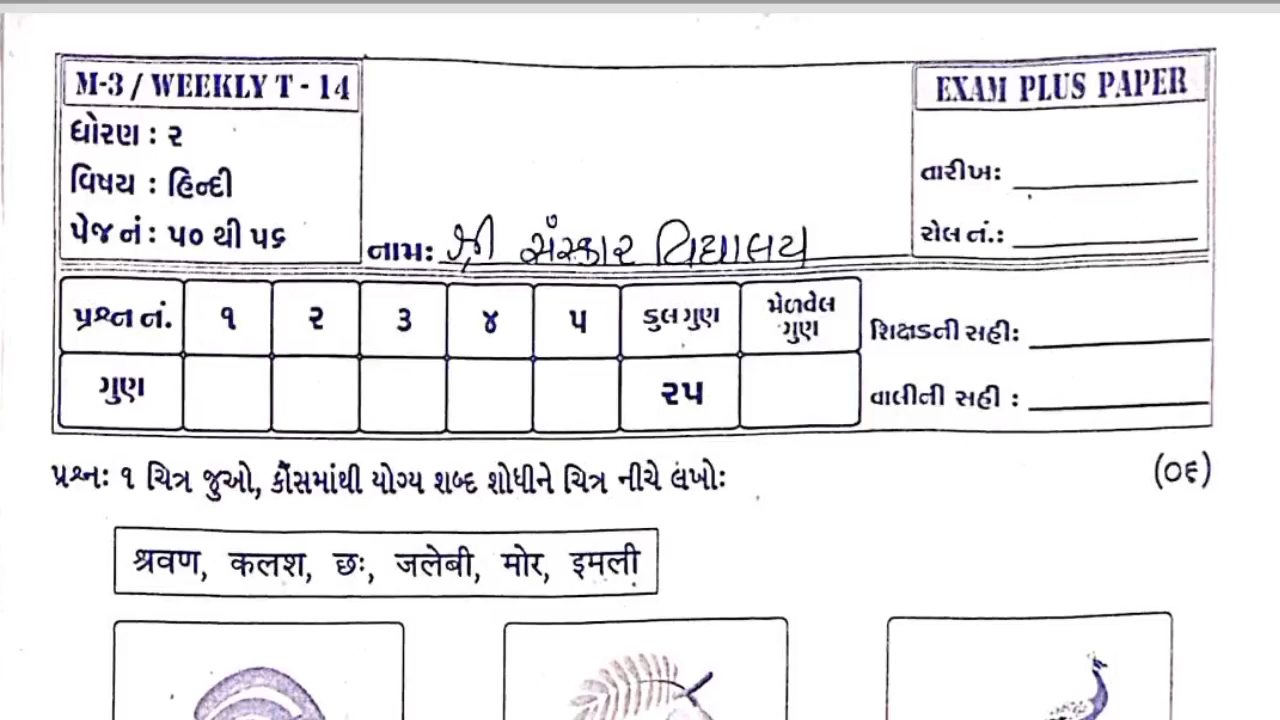 M-3 / WEEKLY T - 14
ધોરણ : ૨
વિષય : હિન્દી
પેજ નં : ૫૦ થી ૫૬
નામ: શ્રી સંસ્કાર વિદ્યાલય
EXAM PLUS PAPER
તારીખ:
રોલ નં.:
પ્રશ્ન નં. ૧ ૨ ૩ ૪ ૫ કુલ ગુણ મેળવેલ ગુણ
ગુણ ૨૫
શિક્ષકની સહી:
વાલીની સહી :
પ્રશ્ન: ૧ ચિત્ર જુઓ, કૌંસમાંથી યોગ્ય શબ્દ શોધીને ચિત્ર નીચે લખો: (૦૬)
श्रवण, कलश, छः, जलेबी, मोर, इमली